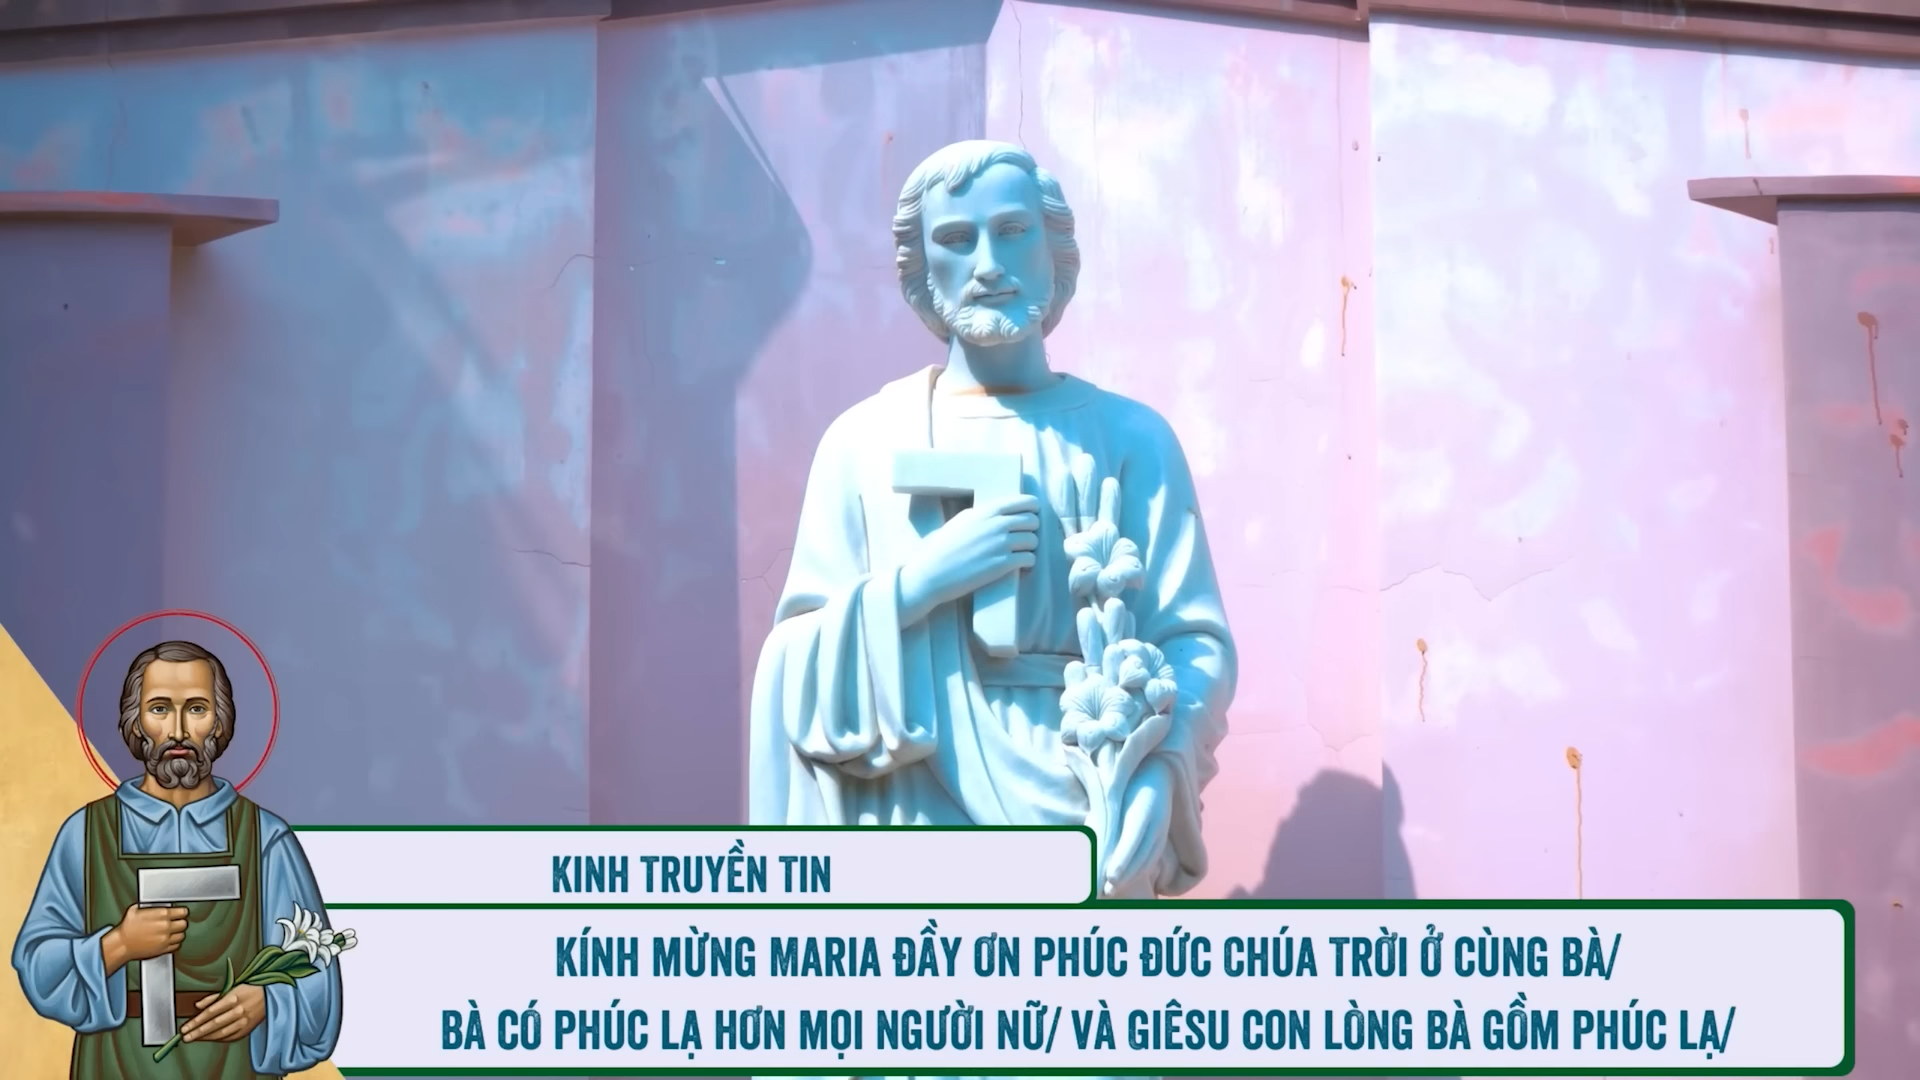 KINH TRUYỀN TIN
KÍNH MỪNG MARIA ĐẦY ƠN PHÚC ĐỨC CHÚA TRỜI Ở CÙNG BÀ/
BÀ CÓ PHÚC LẠ HƠN MỌI NGƯỜI NỮ/ VÀ GIÊSU CON LÒNG BÀ GỒM PHÚC LẠ/